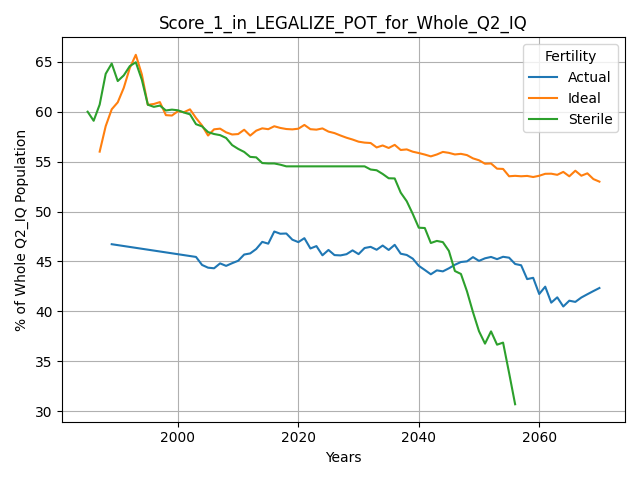 Score_1_in_LEGALIZE_POT_for_Whole_Q2_IQ
% of Whole Q2_IQ Population
65
60
55
50
45
40
35
30
Fertility
Actual
Ideal
Sterile
2000 2020 2040 2060
Years